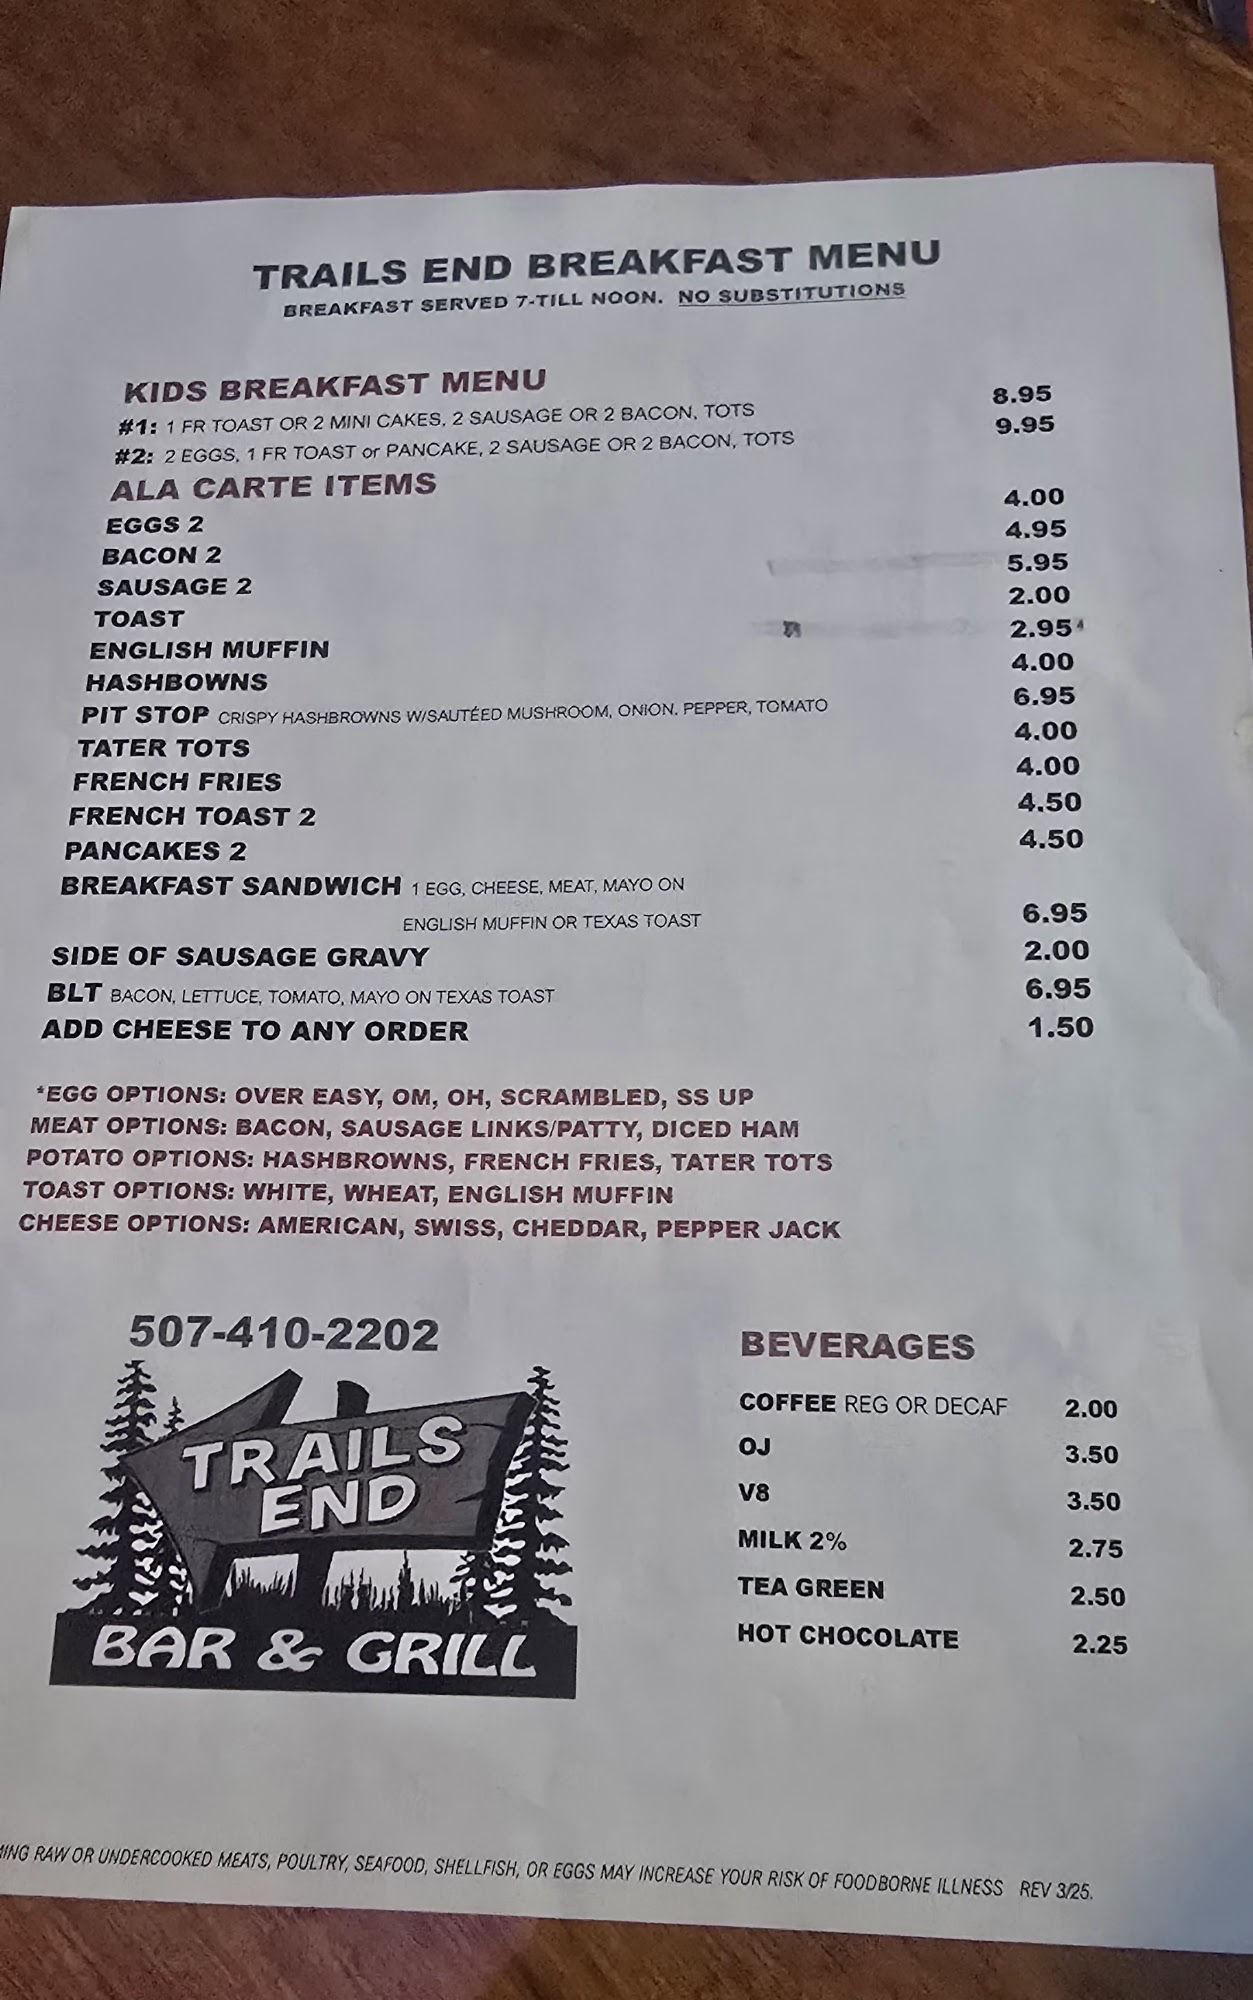 TRAILS END BREAKFAST MENU
BREAKFAST SERVED 7-TILL NOON. NO SUBSTITUTIONS
KIDS BREAKFAST MENU
#1: 1 FR TOAST OR 2 MINI CAKES, 2 SAUSAGE OR 2 BACON, TOTS 8.95
#2: 2 EGGS, 1 FR TOAST or PANCAKE, 2 SAUSAGE OR 2 BACON, TOTS 9.95
ALA CARTE ITEMS
EGGS 2 4.00
BACON 2 4.95
SAUSAGE 2 5.95
TOAST 2.00
ENGLISH MUFFIN 2.95
HASHBOWNS 4.00
PIT STOP CRISPY HASHBROWNS W/SAUTÉED MUSHROOM, ONION, PEPPER, TOMATO 6.95
TATER TOTS 4.00
FRENCH FRIES 4.00
FRENCH TOAST 2 4.50
PANCAKES 2 4.50
BREAKFAST SANDWICH 1 EGG, CHEESE, MEAT, MAYO ON
ENGLISH MUFFIN OR TEXAS TOAST 6.95
SIDE OF SAUSAGE GRAVY 2.00
BLT BACON, LETTUCE, TOMATO, MAYO ON TEXAS TOAST 6.95
ADD CHEESE TO ANY ORDER 1.50
*EGG OPTIONS: OVER EASY, OM, OH, SCRAMBLED, SS UP
MEAT OPTIONS: BACON, SAUSAGE LINKS/PATTY, DICED HAM
POTATO OPTIONS: HASHBROWNS, FRENCH FRIES, TATER TOTS
TOAST OPTIONS: WHITE, WHEAT, ENGLISH MUFFIN
CHEESE OPTIONS: AMERICAN, SWISS, CHEDDAR, PEPPER JACK
507-410-2202
TRAILS
END
BAR & GRILL
BEVERAGES
COFFEE REG OR DECAF 2.00
OJ 3.50
V8 3.50
MILK 2% 2.75
TEA GREEN 2.50
HOT CHOCOLATE 2.25
RAW OR UNDERCOOKED MEATS, POULTRY, SEAFOOD, SHELLFISH, OR EGGS MAY INCREASE YOUR RISK OF FOODBORNE ILLNESS REV 3/25.